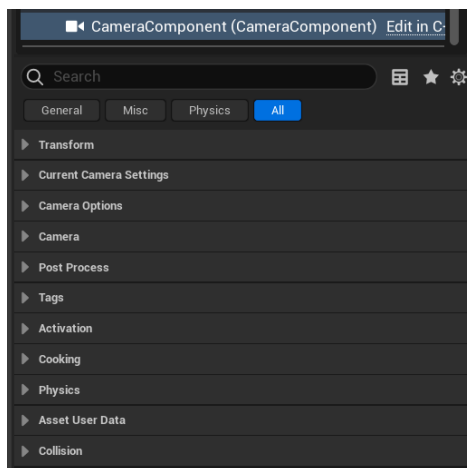 CameraComponent (CameraComponent) Edit in C
Search
General Misc Physics All
Transform
Current Camera Settings
Camera Options
Camera
Post Process
Tags
Activation
Cooking
Physics
Asset User Data
Collision